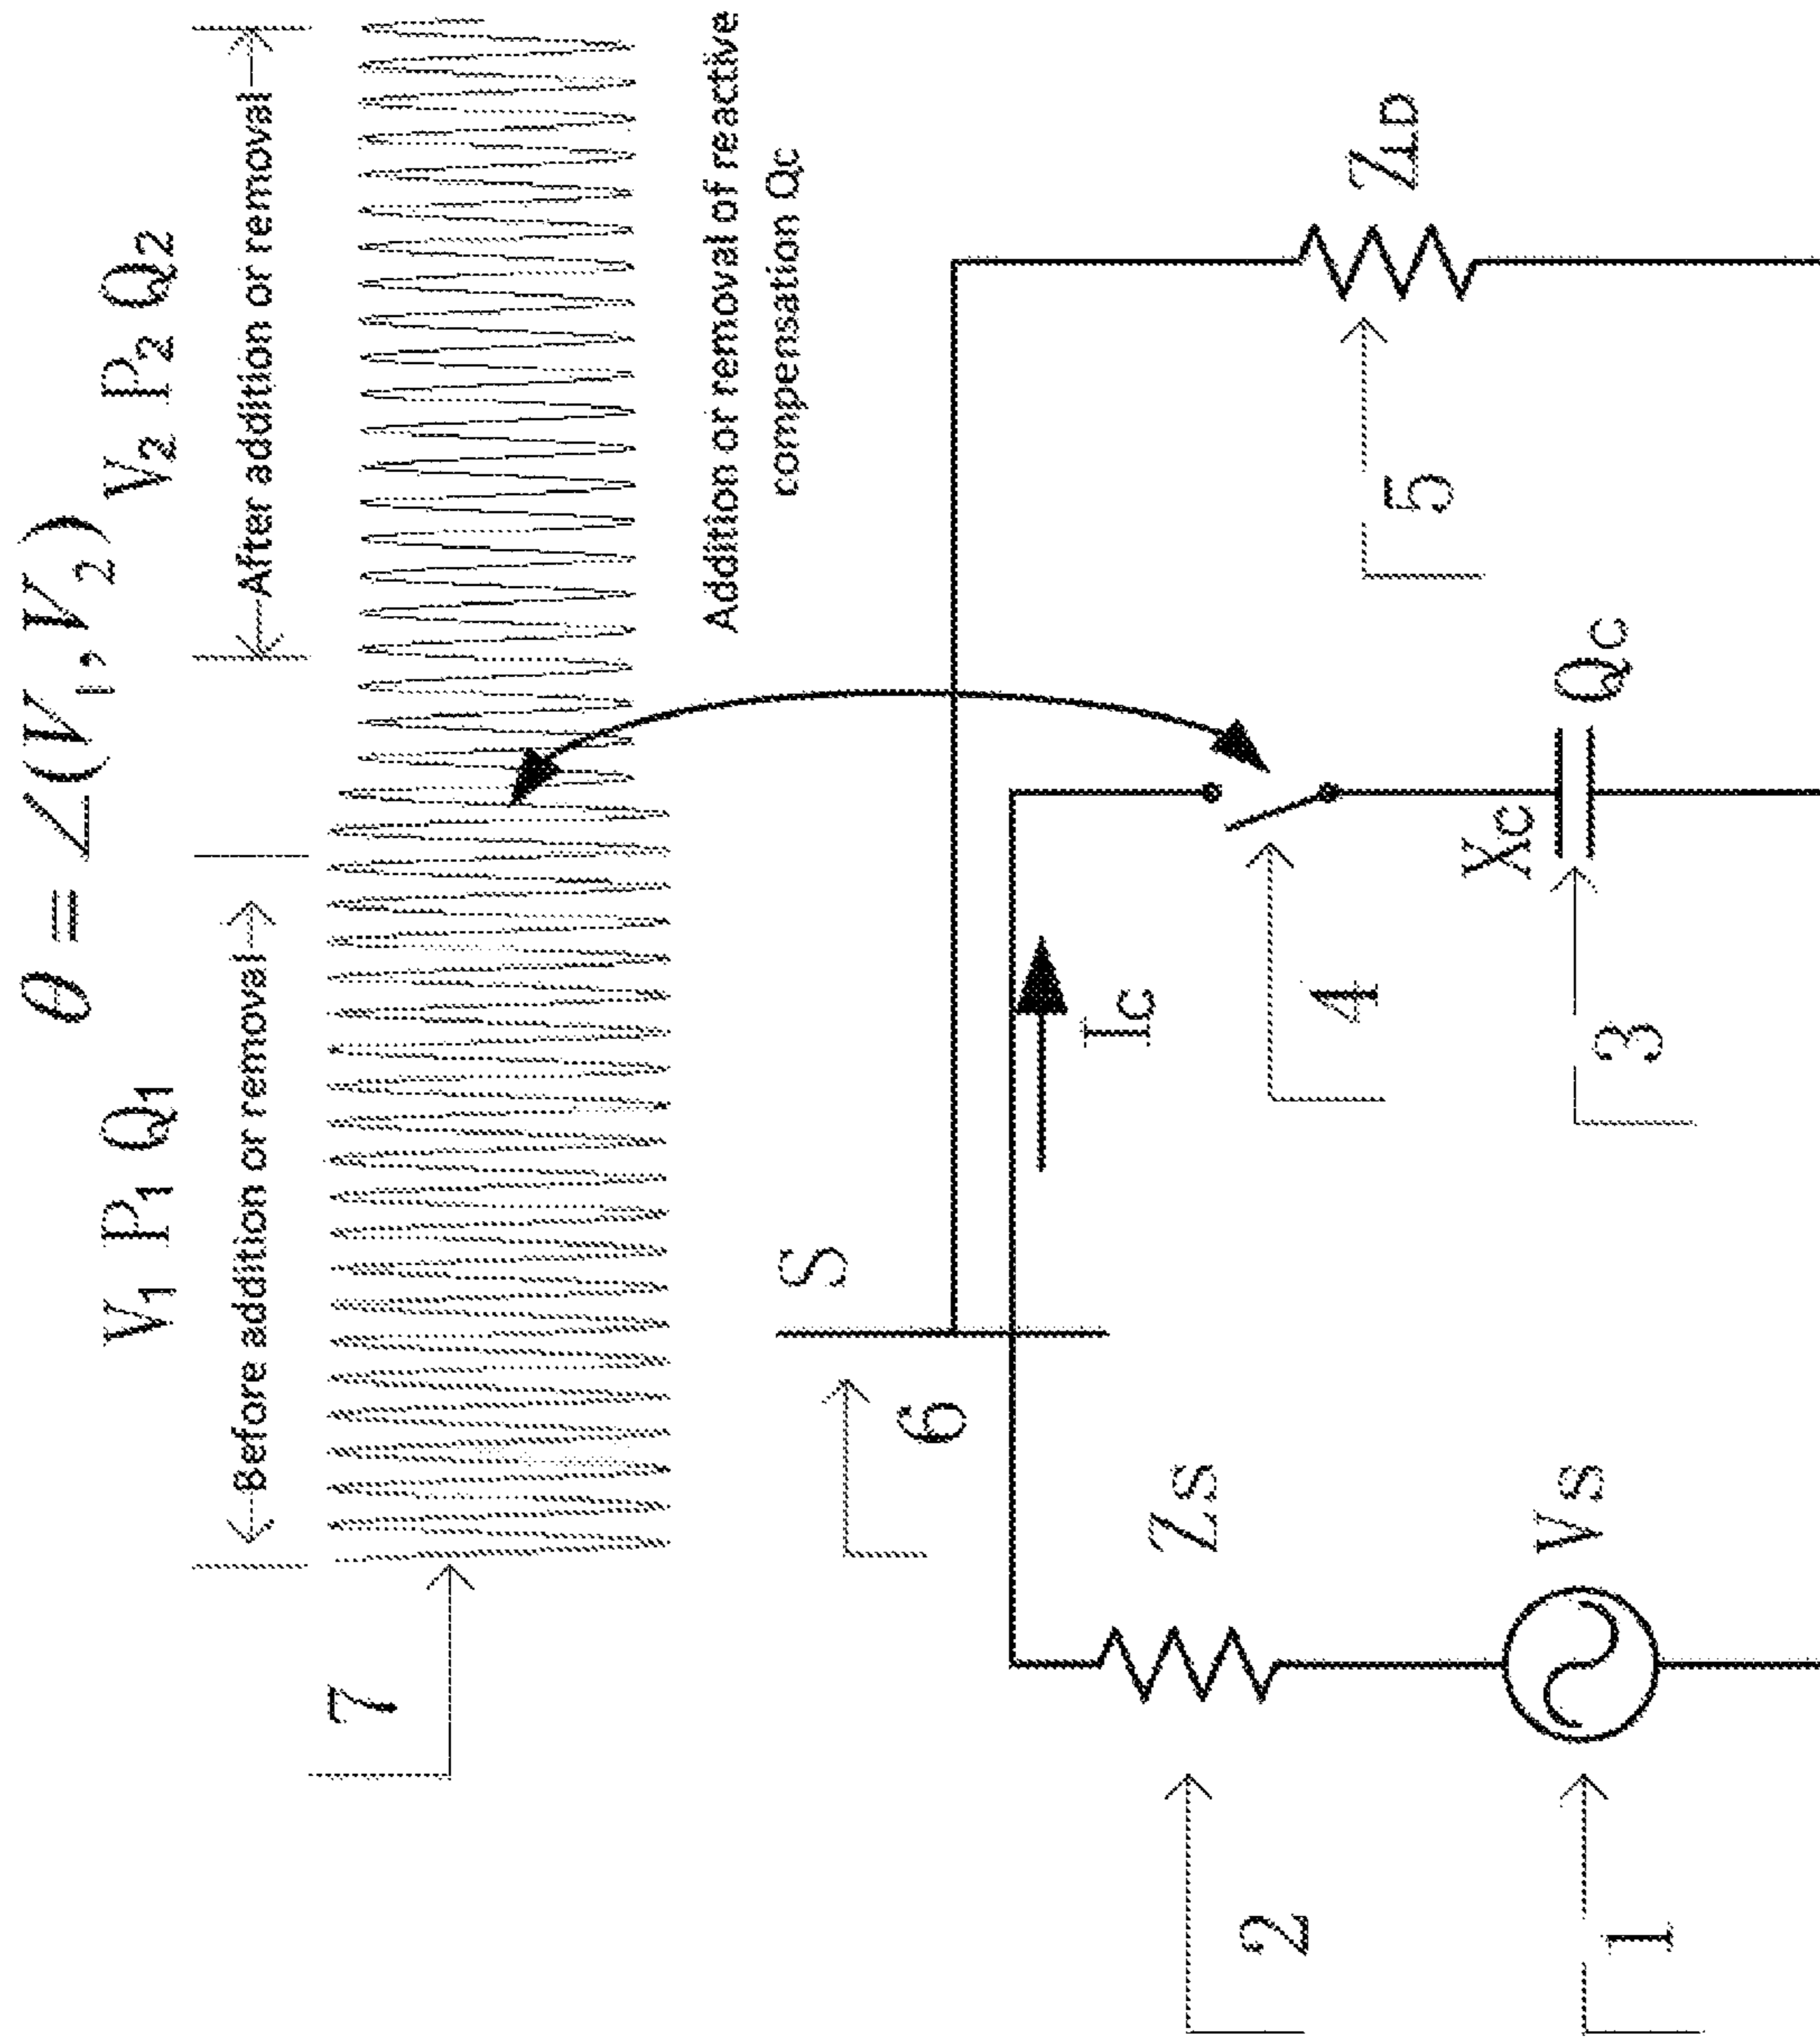 θ = ∠(V₁, V₂)
V₁ P₁ Q₁
V₂ P₂ Q₂
Before addition or removal
After addition or removal
7
Addition or removal of reactive
compensation Qc
S
6
Ic
2
Zs
4
5
ZLD
1
Vs
3
Xc
Qc